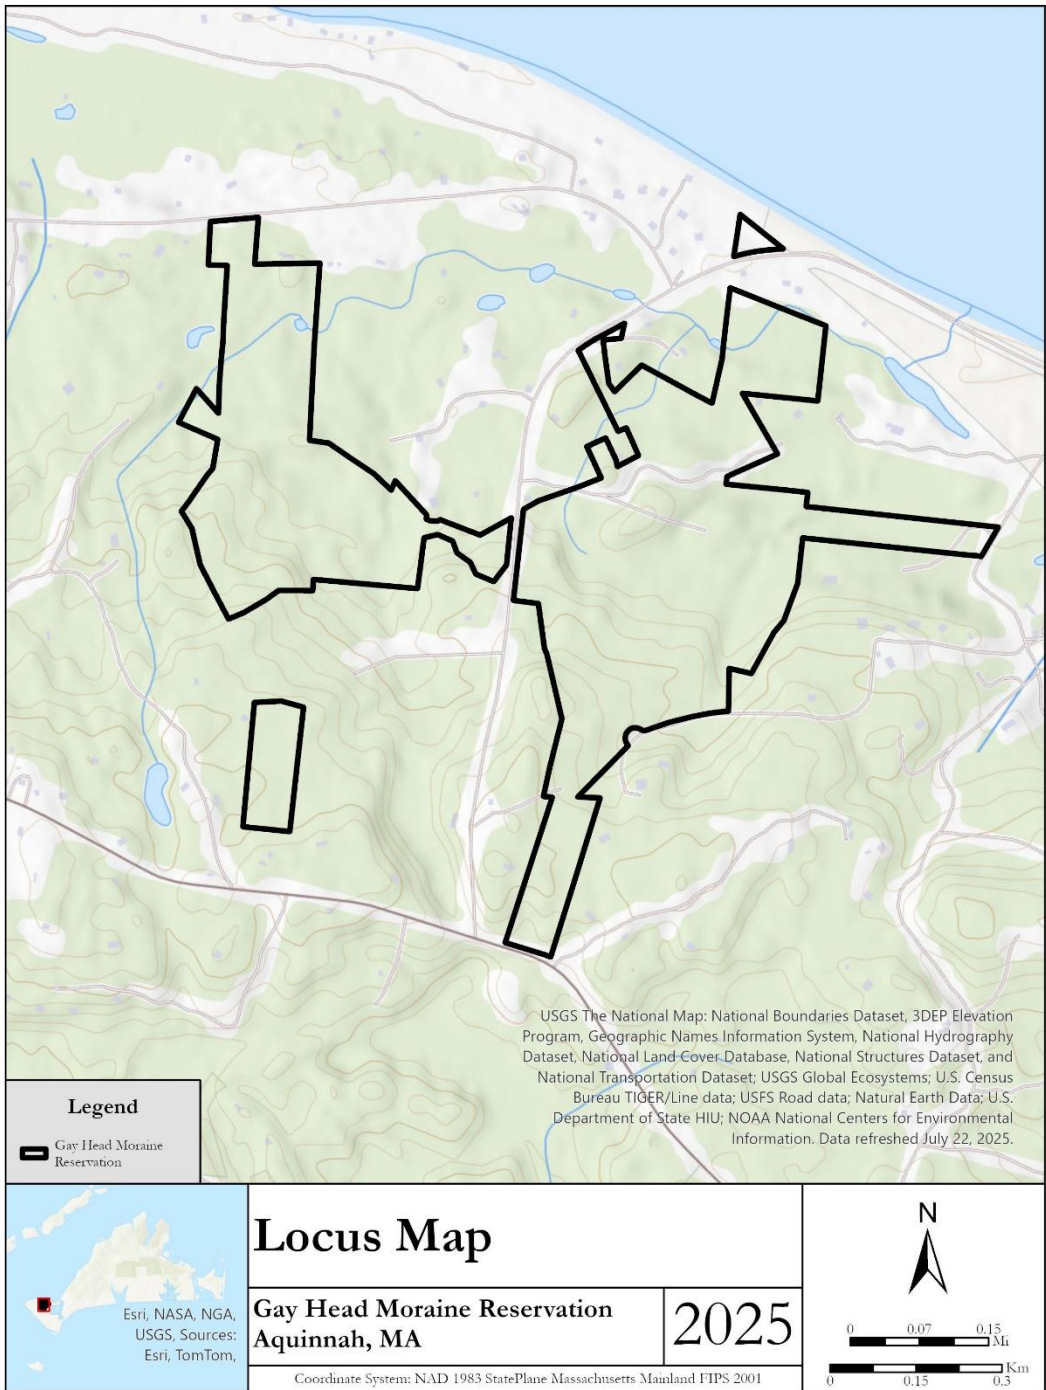 USGS The National Map: National Boundaries Dataset, 3DEP Elevation
Program, Geographic Names Information System, National Hydrography
Dataset, National Land Cover Database, National Structures Dataset, and
National Transportation Dataset; USGS Global Ecosystems; U.S. Census
Bureau TIGER/Line data; USFS Road data; Natural Earth Data; U.S.
Department of State HIU; NOAA National Centers for Environmental
Information. Data refreshed July 22, 2025.
Legend
Gay Head Moraine
Reservation
Esri, NASA, NGA,
USGS, Sources:
Esri, TomTom,
Locus Map
Gay Head Moraine Reservation
Aquinnah, MA
2025
Coordinate System: NAD 1983 StatePlane Massachusetts Mainland FIPS 2001
N
0 0.07 0.15
Mi
Km
0 0.15 0.3